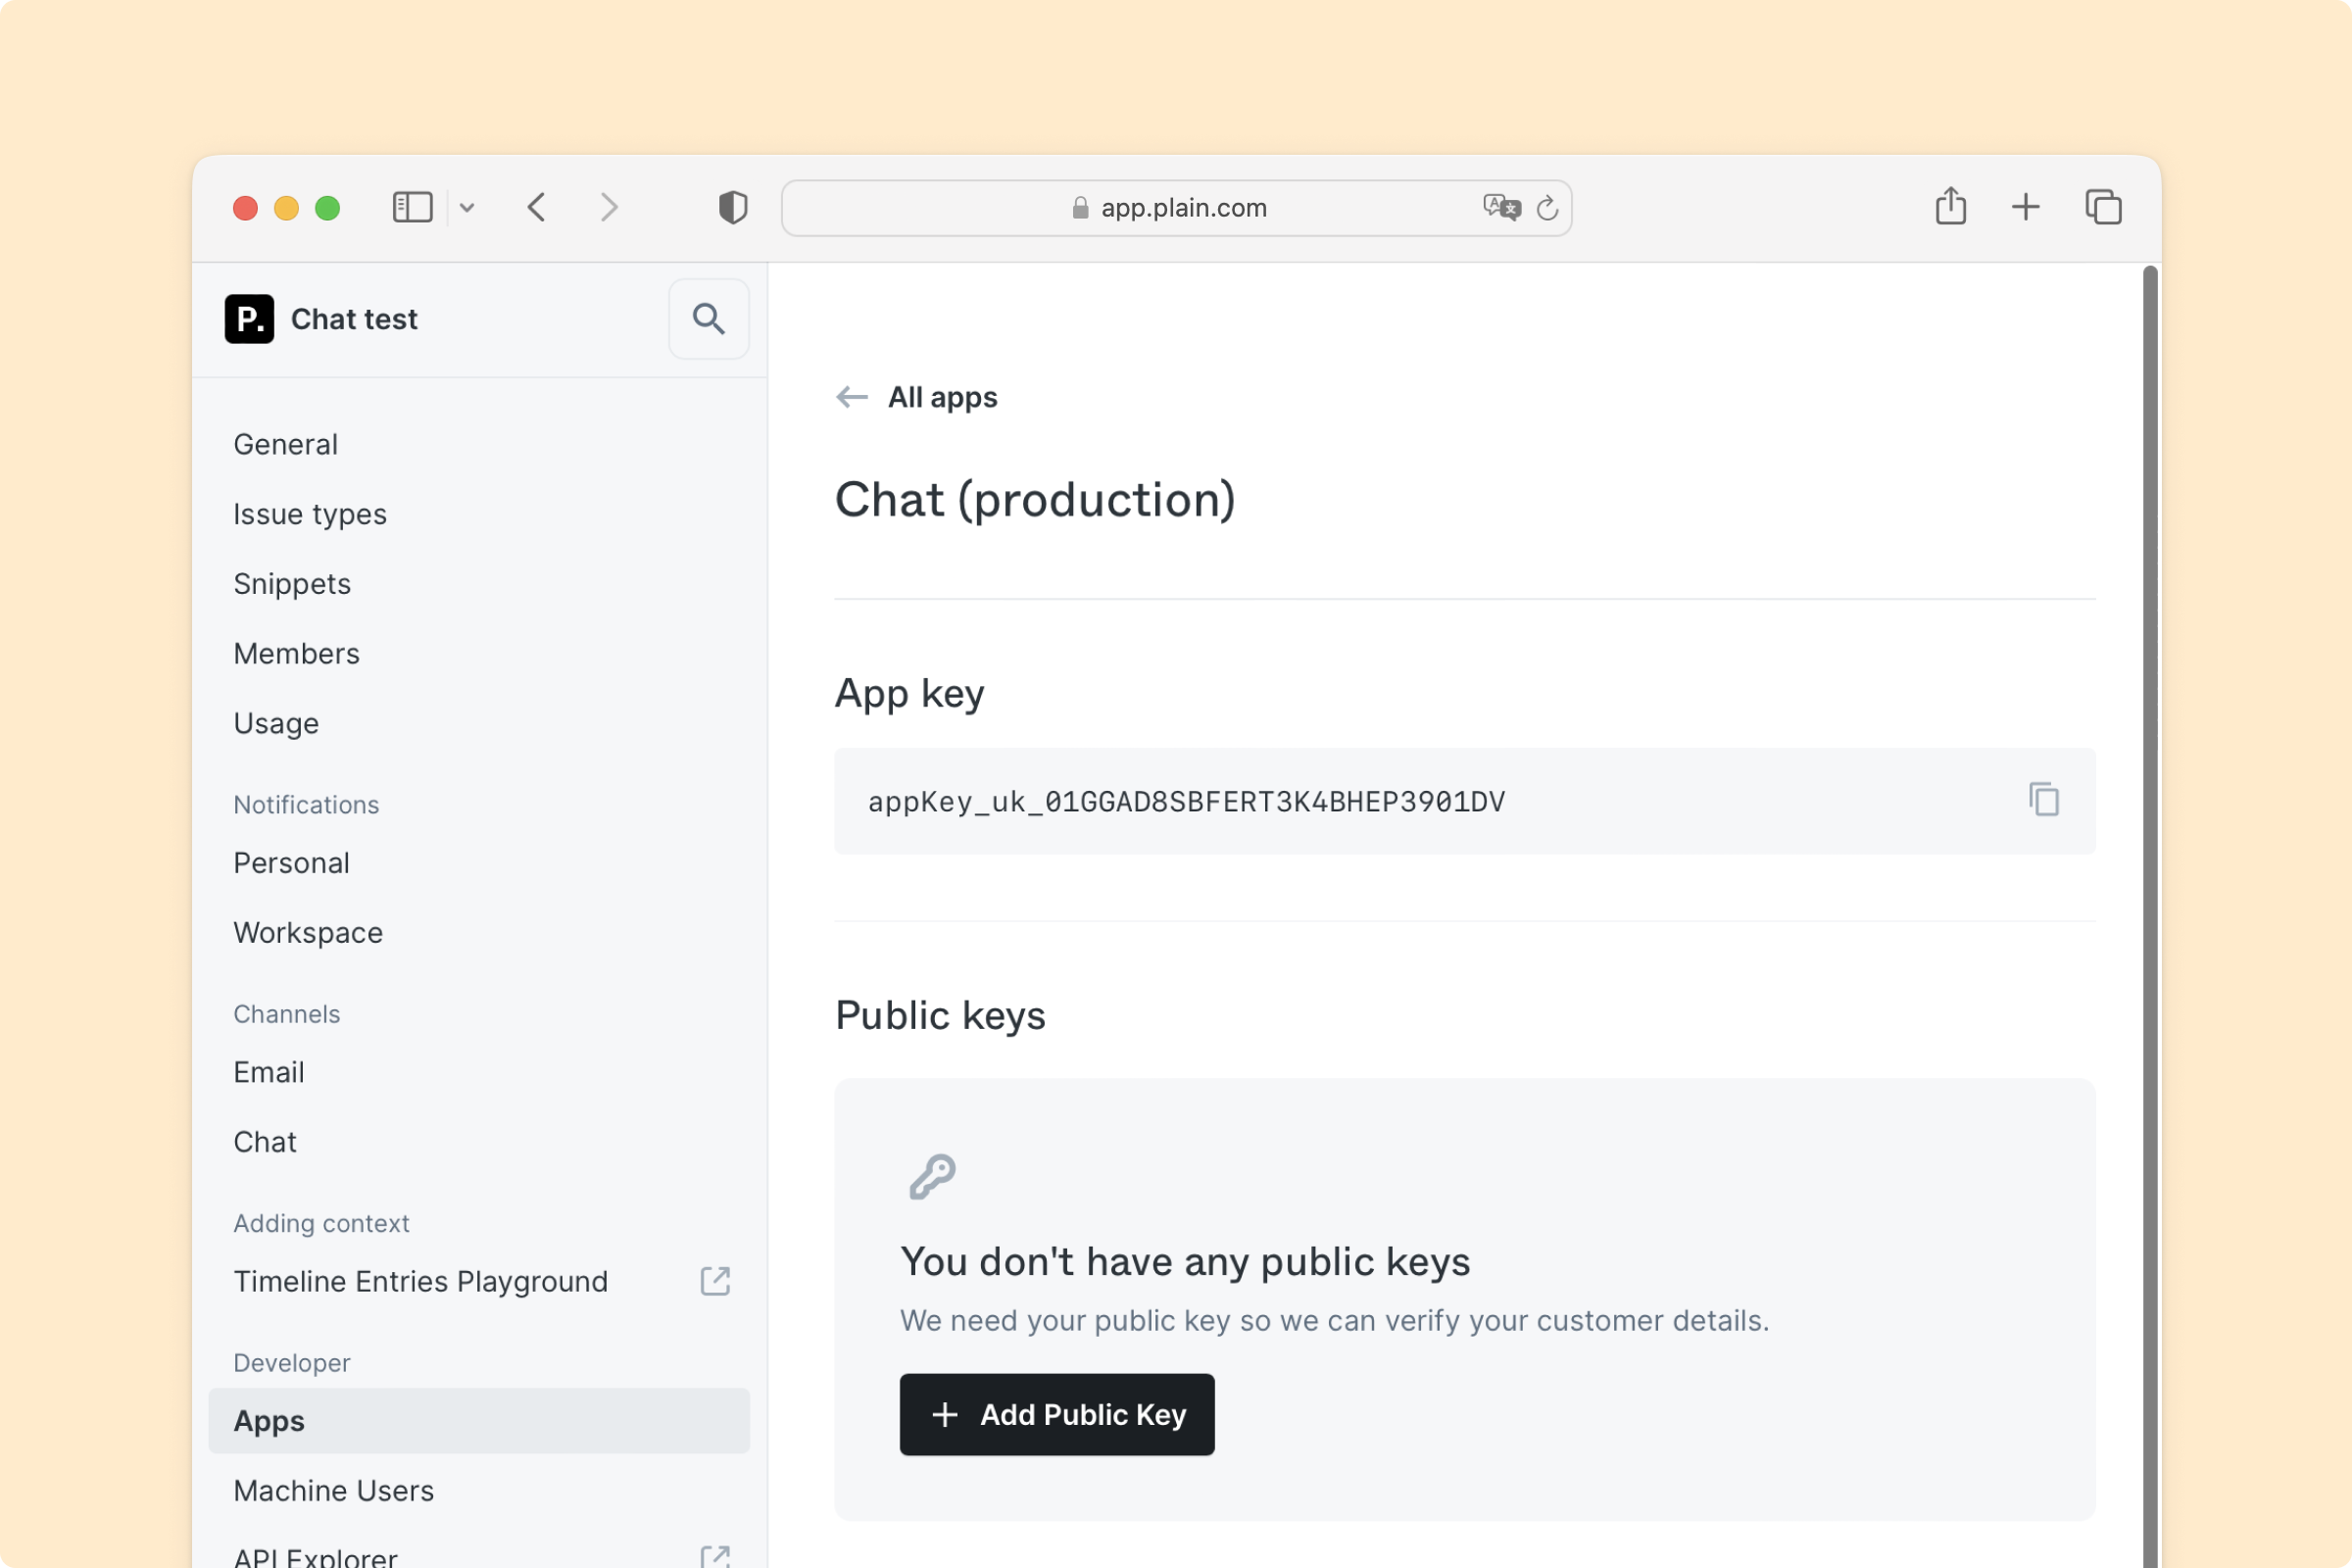 app.plain.com
P. Chat test
General
Issue types
Snippets
Members
Usage
Notifications
Personal
Workspace
Channels
Email
Chat
Adding context
Timeline Entries Playground
Developer
Apps
Machine Users
API Explorer
All apps
Chat (production)
App key
appKey_uk_01GGAD8SBFERT3K4BHEP3901DV
Public keys
You don't have any public keys
We need your public key so we can verify your customer details.
Add Public Key